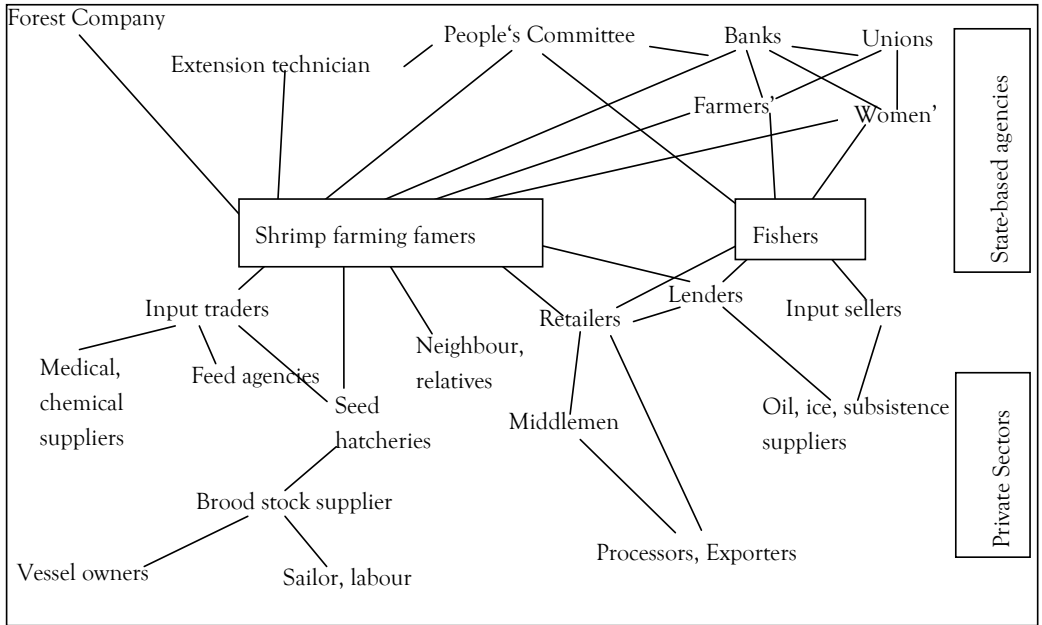 Forest Company
People‘s Committee
Banks
Unions
Extension technician
Farmers’
Women’
State-based agencies
Shrimp farming famers
Fishers
Input traders
Lenders
Retailers
Input sellers
Neighbour,
relatives
Medical,
chemical
suppliers
Feed agencies
Seed
hatcheries
Middlemen
Oil, ice, subsistence
suppliers
Private Sectors
Brood stock supplier
Processors, Exporters
Vessel owners
Sailor, labour